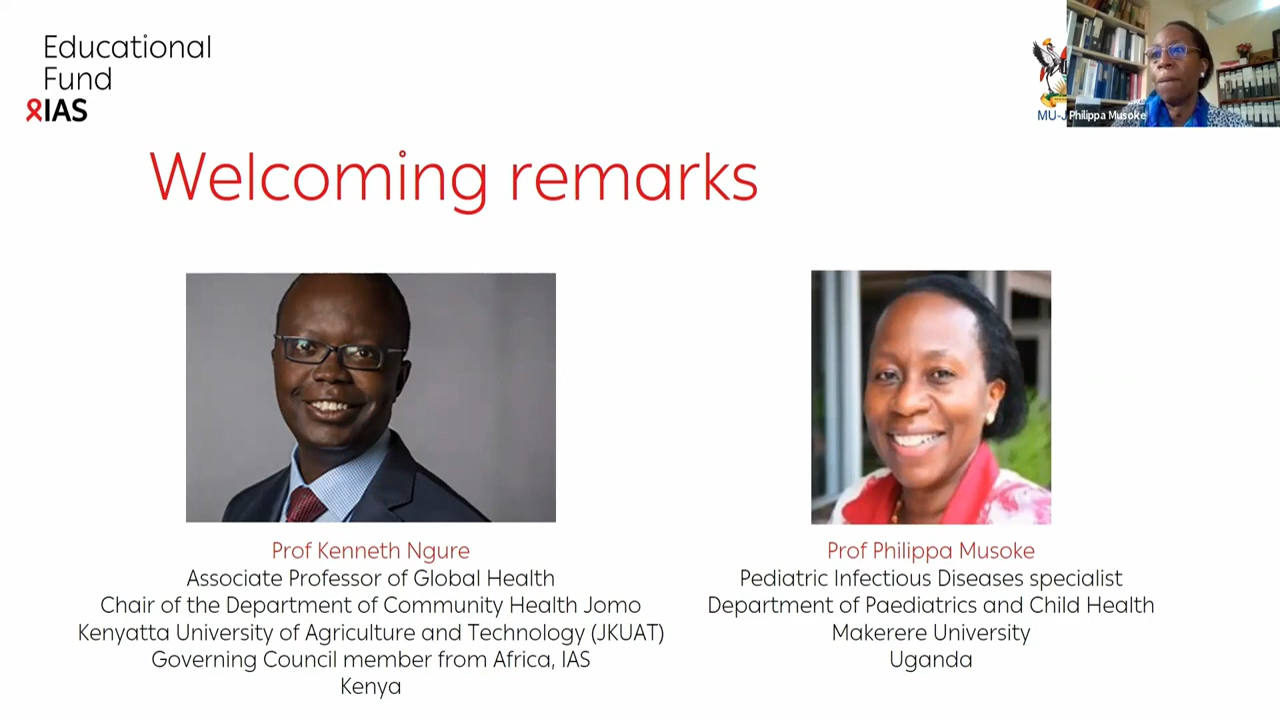 Educational
Fund
IAS
MU-J
Philippa Musoke
Welcoming remarks
Prof Kenneth Ngure
Associate Professor of Global Health
Chair of the Department of Community Health Jomo
Kenyatta University of Agriculture and Technology (JKUAT)
Governing Council member from Africa, IAS
Kenya
Prof Philippa Musoke
Pediatric Infectious Diseases specialist
Department of Paediatrics and Child Health
Makerere University
Uganda